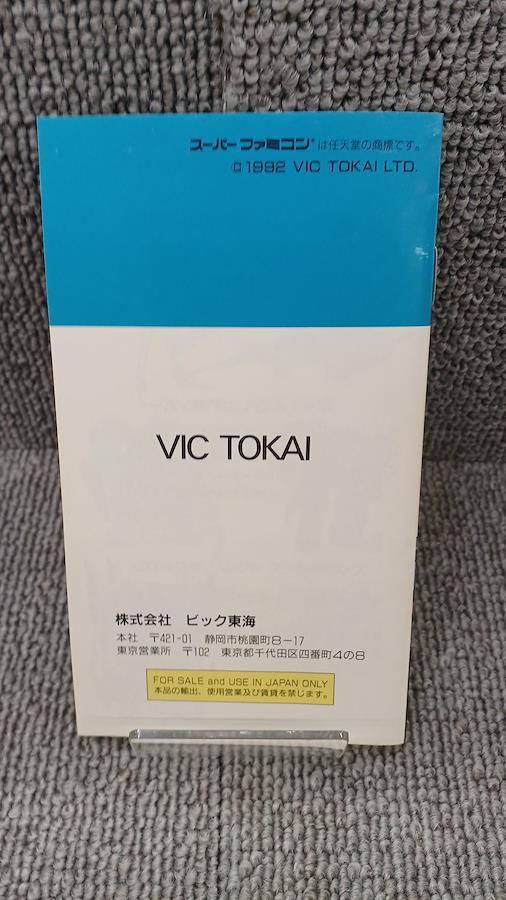 スーパーファミコン®は任天堂の商標です。
©1992 VIC TOKAI LTD.
VIC TOKAI
株式会社 ビック東海
本社 〒421-01 静岡市桃園町8-17
東京営業所 〒102 東京都千代田区四番町4の8
FOR SALE and USE IN JAPAN ONLY
本品の輸出、使用営業及び賃貸を禁じます。